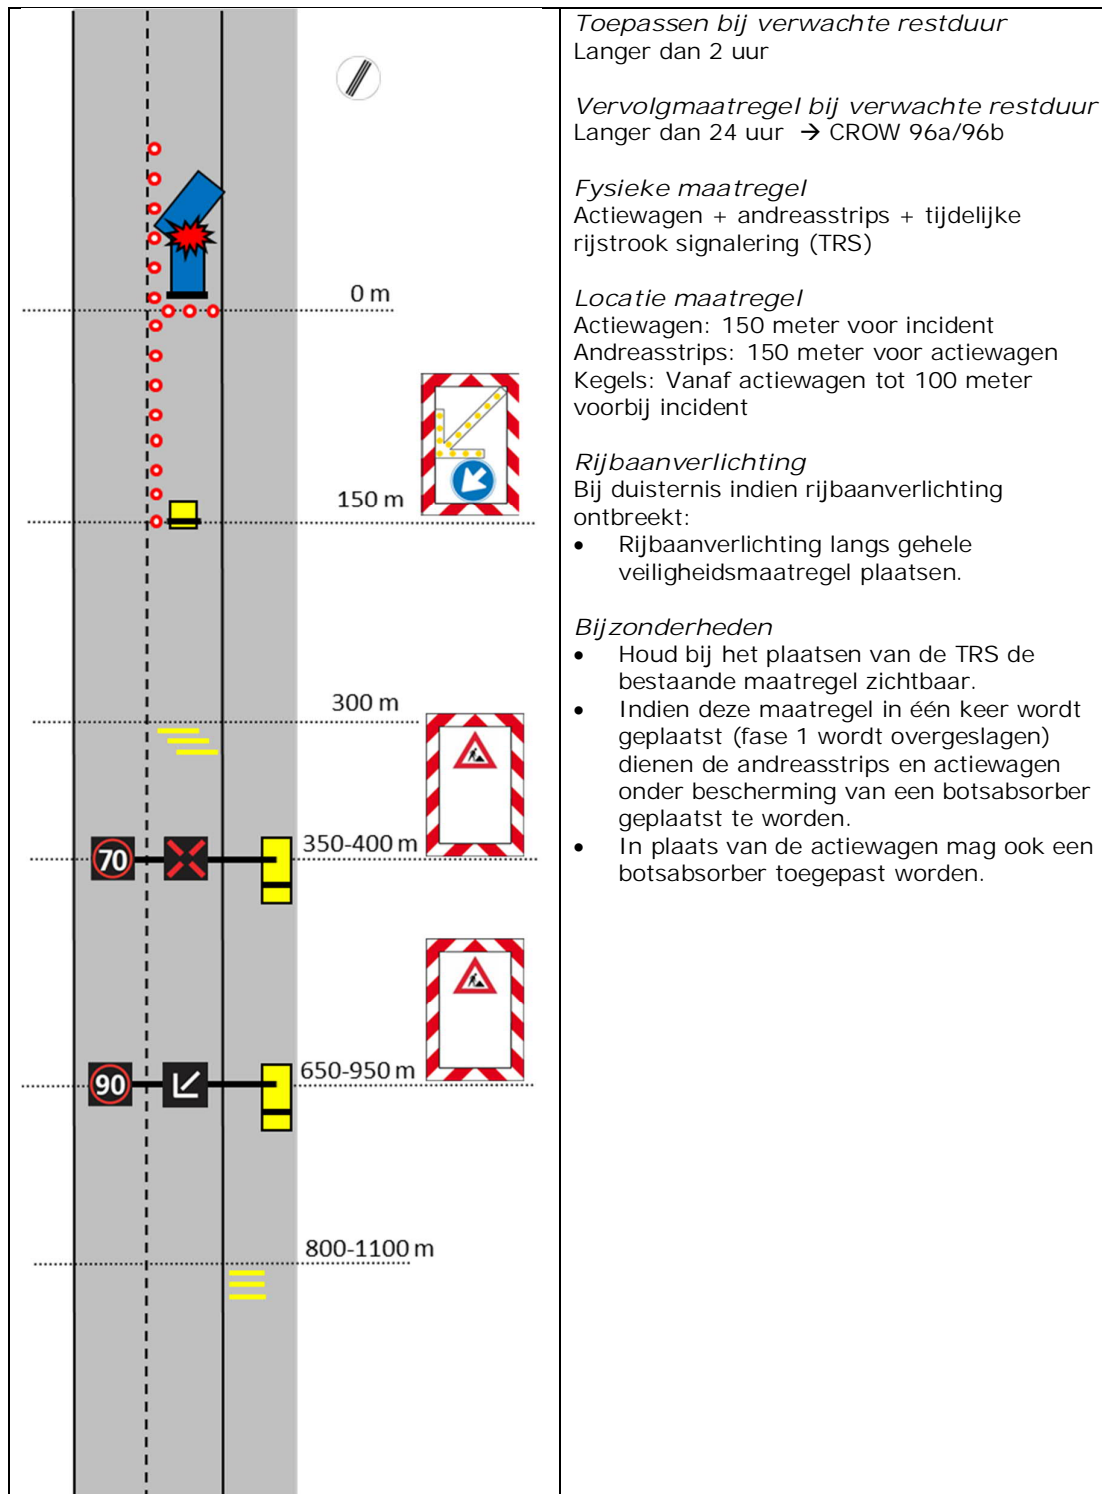 0 m
150 m
300 m
70
350-400 m
90
650-950 m
800-1100 m
Toepassen bij verwachte restduur
Langer dan 2 uur
Vervolgmaatregel bij verwachte restduur
Langer dan 24 uur → CROW 96a/96b
Fysieke maatregel
Actiewagen + andreasstrips + tijdelijke
rijstrook signalering (TRS)
Locatie maatregel
Actiewagen: 150 meter voor incident
Andreasstrips: 150 meter voor actiewagen
Kegels: Vanaf actiewagen tot 100 meter
voorbij incident
Rijbaanverlichting
Bij duisternis indien rijbaanverlichting
ontbreekt:
• Rijbaanverlichting langs gehele
veiligheidsmaatregel plaatsen.
Bijzonderheden
• Houd bij het plaatsen van de TRS de
bestaande maatregel zichtbaar.
• Indien deze maatregel in één keer wordt
geplaatst (fase 1 wordt overgeslagen)
dienen de andreasstrips en actiewagen
onder bescherming van een botsabsorber
geplaatst te worden.
• In plaats van de actiewagen mag ook een
botsabsorber toegepast worden.